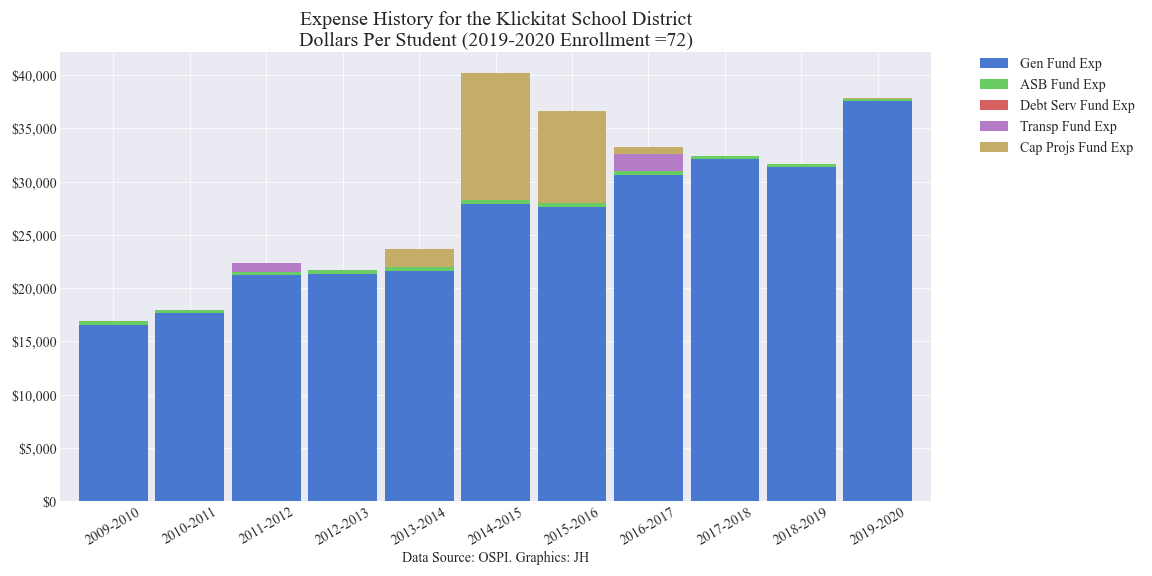 Expense History for the Klickitat School District
Dollars Per Student (2019-2020 Enrollment =72)
$40,000
$35,000
$30,000
$25,000
$20,000
$15,000
$10,000
$5,000
$0
2009-2010
2010-2011
2011-2012
2012-2013
2013-2014
2014-2015
2015-2016
2016-2017
2017-2018
2018-2019
2019-2020
Data Source: OSPI. Graphics: JH
Gen Fund Exp
ASB Fund Exp
Debt Serv Fund Exp
Transp Fund Exp
Cap Projs Fund Exp